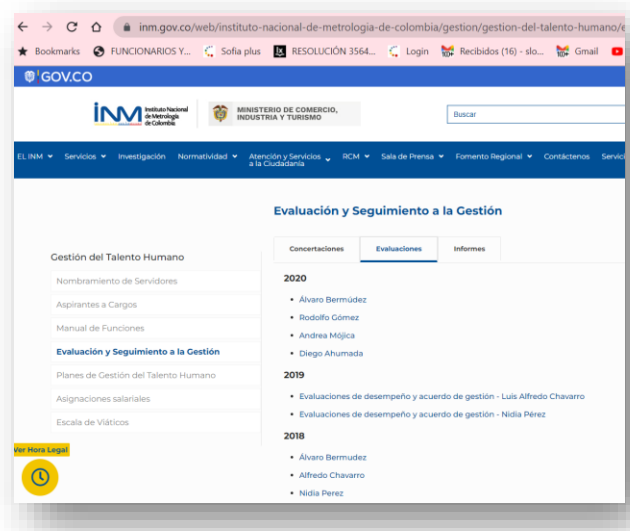 inm.gov.co/web/instituto-nacional-de-metrologia-de-colombia/gestion/gestion-del-talento-humano/e
Bookmarks FUNCIONARIOS Y... Sofia plus RESOLUCIÓN 3564... Login Recibidos (16) - slo... Gmail
GOV.CO
INM Instituto Nacional de Metrología de Colombia
MINISTERIO DE COMERCIO,
INDUSTRIA Y TURISMO
Buscar
EL INM Servicios Investigación Normatividad Atención y Servicios a la Ciudadanía RCM Sala de Prensa Fomento Regional Contáctenos Servici
Evaluación y Seguimiento a la Gestión
Concertaciones Evaluaciones Informes
Gestión del Talento Humano
Nombramiento de Servidores
Aspirantes a Cargos
Manual de Funciones
Evaluación y Seguimiento a la Gestión
Planes de Gestión del Talento Humano
Asignaciones salariales
Escala de Viáticos
2020
• Álvaro Bermúdez
• Rodolfo Gómez
• Andrea Mójica
• Diego Ahumada
2019
• Evaluaciones de desempeño y acuerdo de gestión - Luis Alfredo Chavarro
• Evaluaciones de desempeño y acuerdo de gestión - Nidia Pérez
2018
• Álvaro Bermudez
• Alfredo Chavarro
• Nidia Perez
Ver Hora Legal